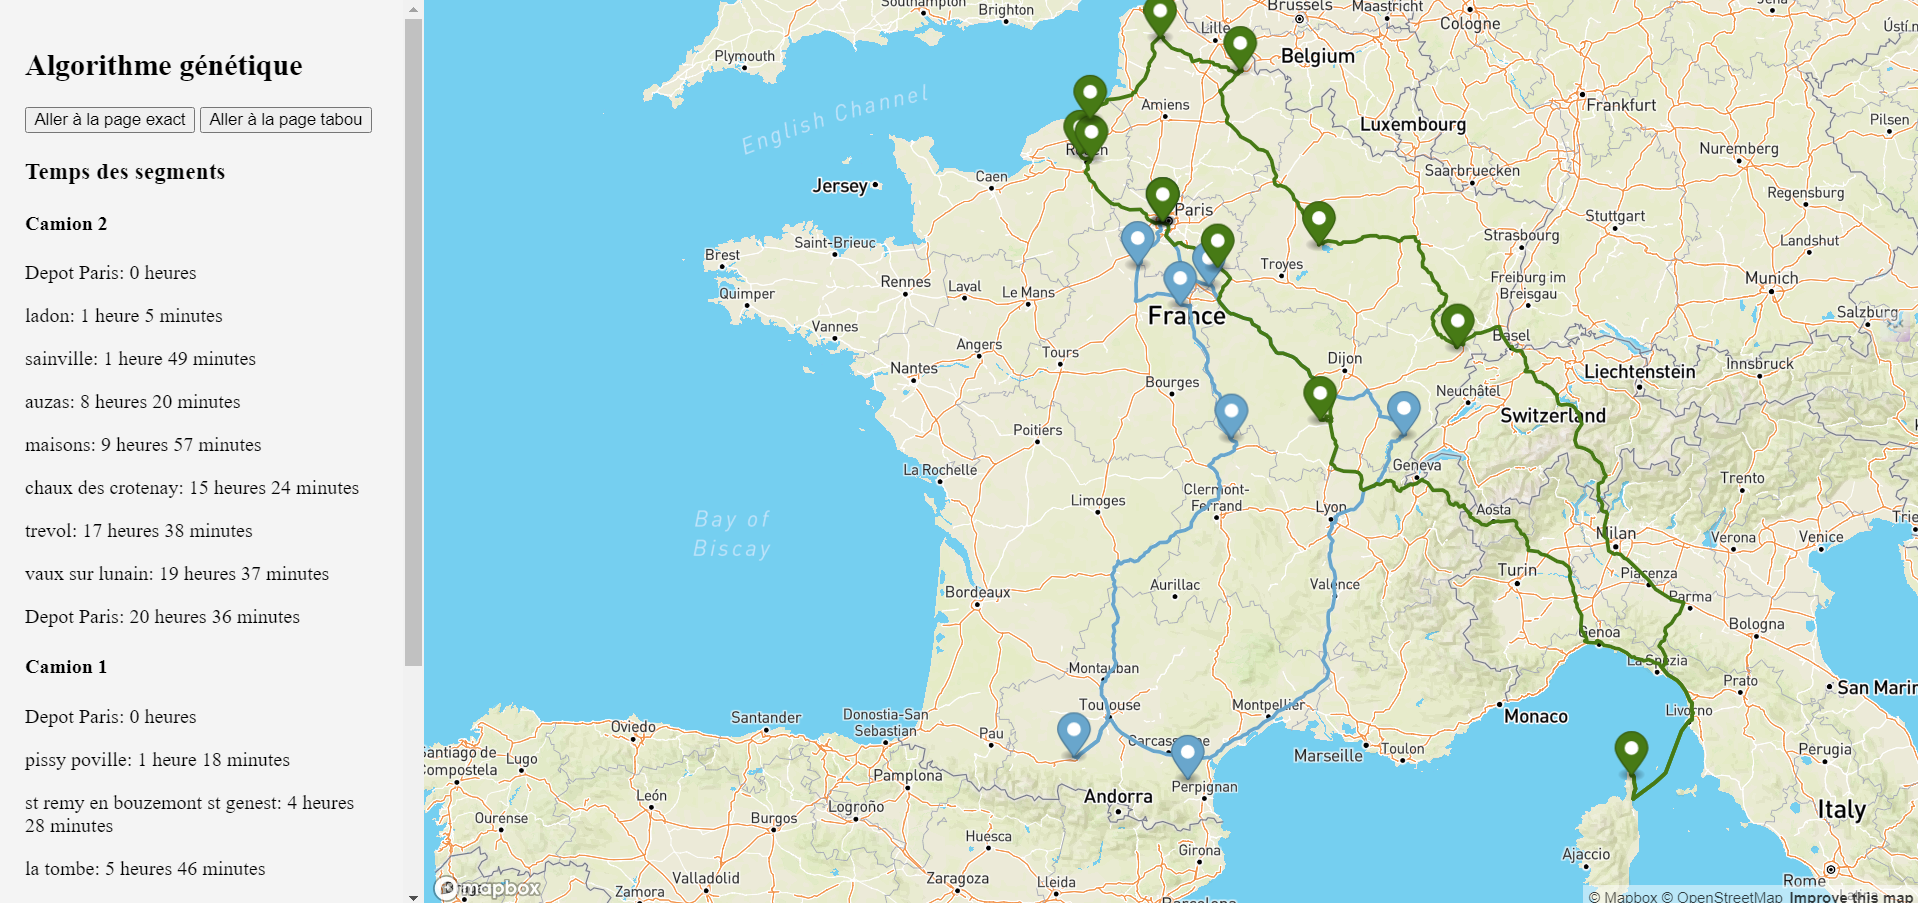 Algorithme génétique
Aller à la page exact
Aller à la page tabou
Temps des segments
Camion 2
Depot Paris: 0 heures
ladon: 1 heure 5 minutes
sainville: 1 heure 49 minutes
auzas: 8 heures 20 minutes
maisons: 9 heures 57 minutes
chaux des crotenay: 15 heures 24 minutes
trevol: 17 heures 38 minutes
vaux sur lunain: 19 heures 37 minutes
Depot Paris: 20 heures 36 minutes
Camion 1
Depot Paris: 0 heures
pissy poville: 1 heure 18 minutes
st remy en bouzemont st genest: 4 heures
28 minutes
la tombe: 5 heures 46 minutes
Southampton
Brighton
Brussels
Maastricht
Cologne
Jena
Lille
Plymouth
Belgium
English Channel
Amiens
Frankfurt
Luxembourg
Pilsen
Nuremberg
Jersey
Caen
Saarbruecken
Regensburg
Paris
Stuttgart
Strasbourg
Landshut
Brest
Saint-Brieuc
Troyes
Munich
Rennes
Laval
Le Mans
Quimper
Freiburg im
Breisgau
France
Vannes
Salzburg
Basel
Angers
Tours
Dijon
Nantes
Bourges
Liechtenstein
Innsbruck
Neuchâtel
Switzerland
Poitiers
La Rochelle
Geneva
Trento
Limoges
Clermont-
Ferrand
Lyon
Aosta
Bay of
Biscay
Milan
Verona
Venice
Turin
Piacenza
Bordeaux
Aurillac
Valence
Parma
Bologna
Genoa
La Spezia
Montauban
Prato
San Marin
Toulouse
Montpellier
Livorno
Monaco
Santander
Donostia-San
Sebastian
Oviedo
Pau
Carcassonne
Marseille
Toulon
Perugia
Santiago de
Compostela
Lugo
Pamplona
Perpignan
Andorra
León
Logroño
Italy
Ourense
Burgos
Huesca
Girona
Ajaccio
Valladolid
Zaragoza
Lleida
Zamora
Barcelona
Rome
mapbox
© Mapbox © OpenStreetMap Improve this map